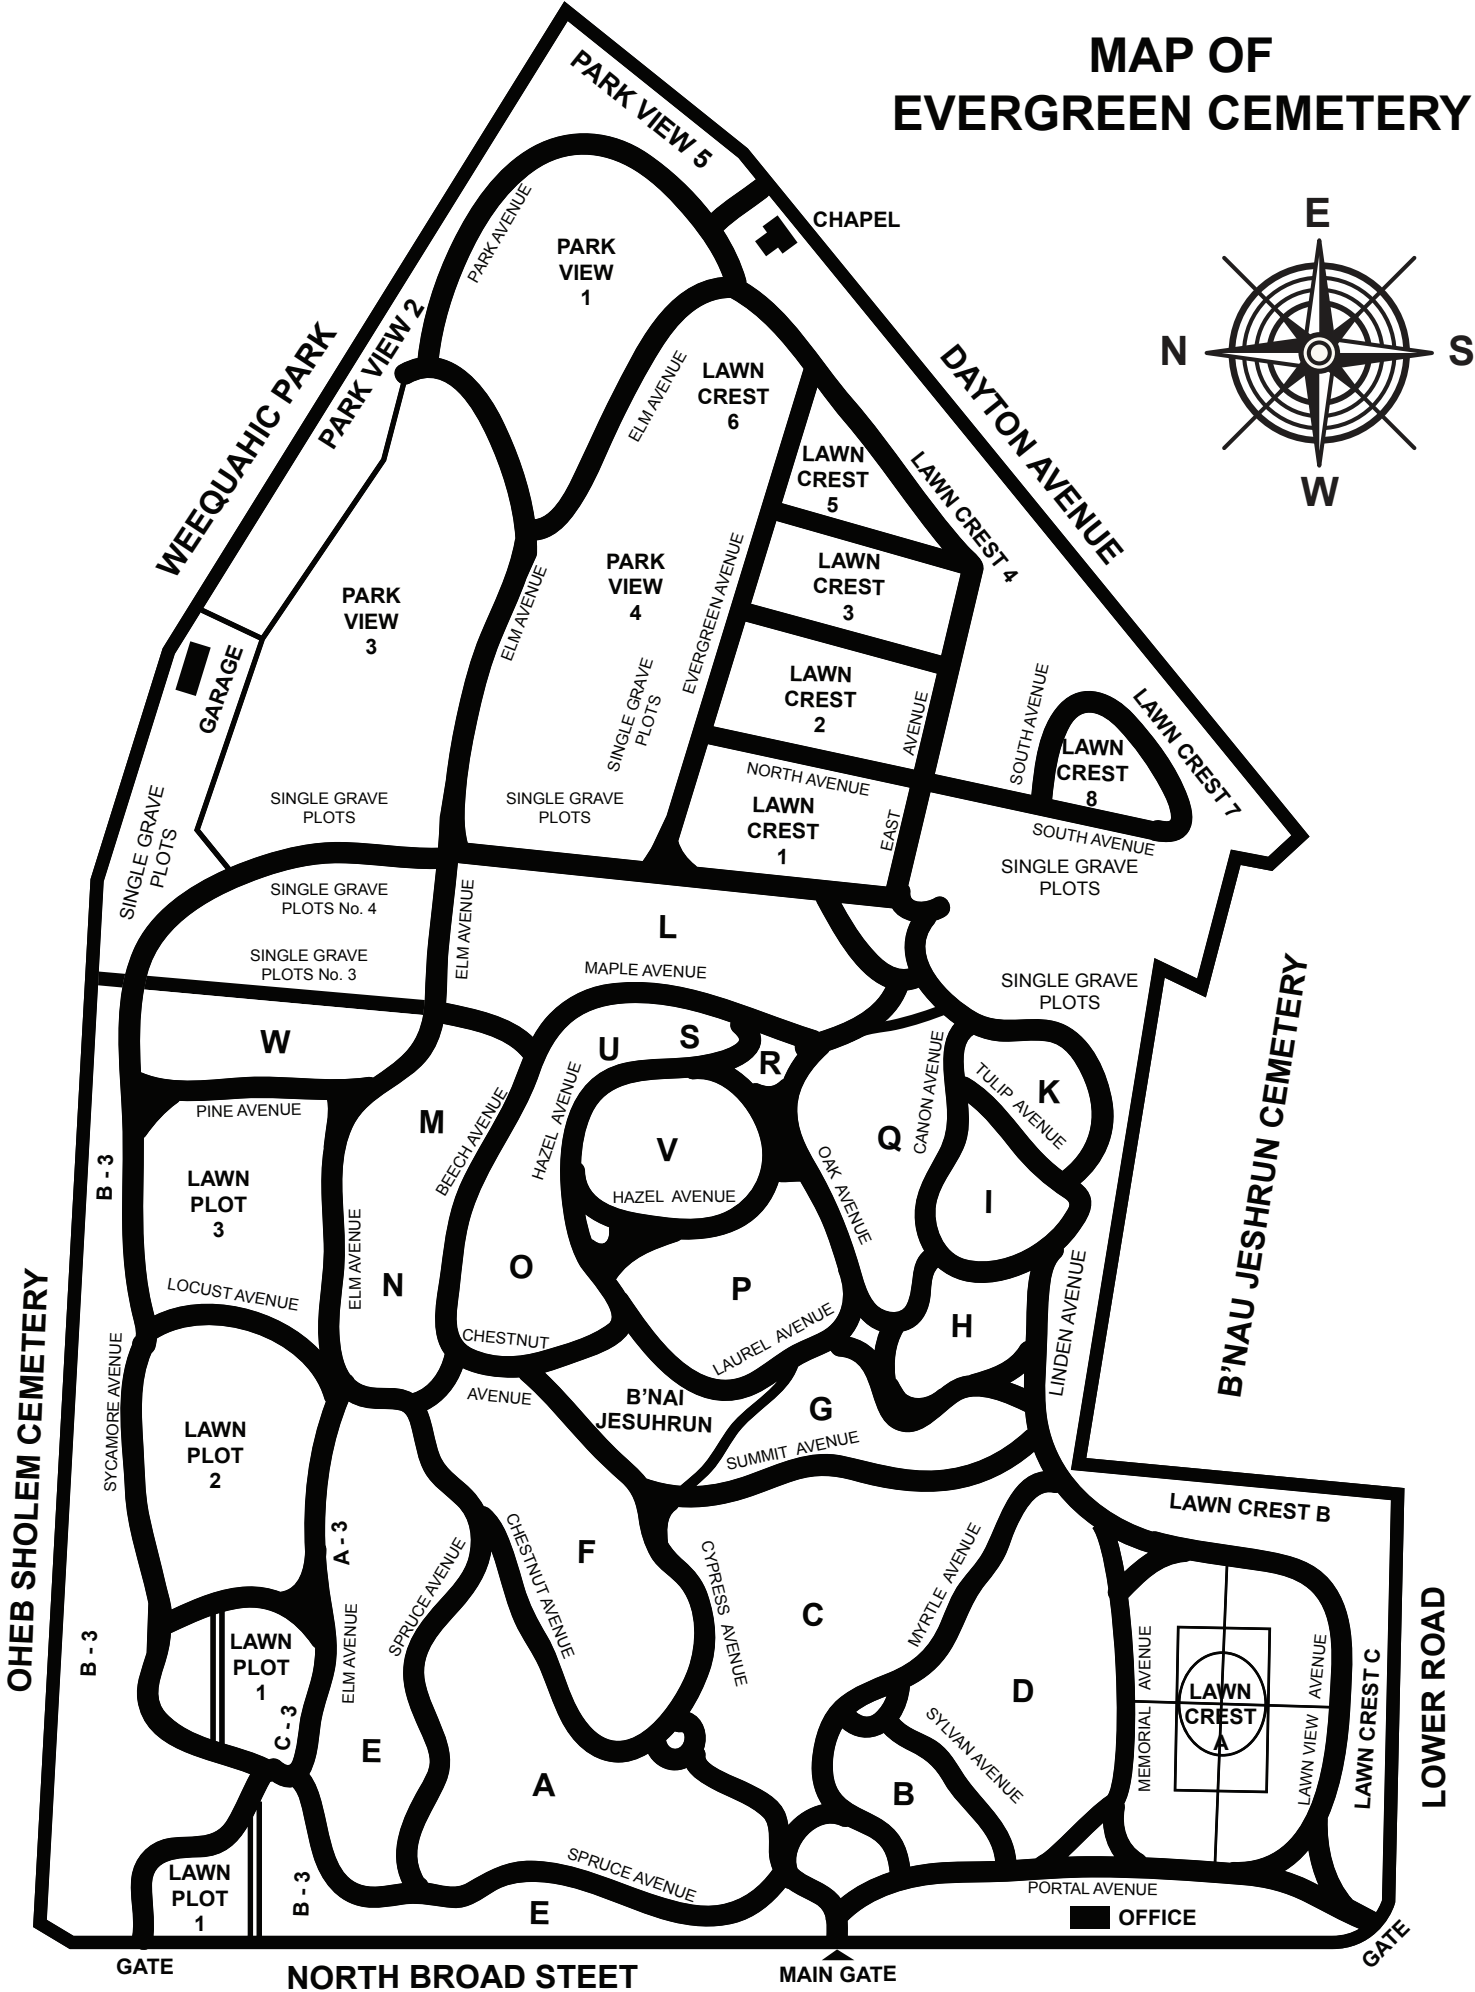 MAP OF
EVERGREEN CEMETERY
PARK VIEW 5
CHAPEL
E
N
S
W
PARK AVENUE
PARK
VIEW
1
PARK VIEW 2
WEEQUAHIC PARK
DAYTON AVENUE
ELM AVENUE
LAWN
CREST
6
LAWN
CREST
5
LAWN CREST 4
PARK
VIEW
3
ELM AVENUE
PARK
VIEW
4
EVERGREEN AVENUE
LAWN
CREST
3
SINGLE GRAVE
PLOTS
LAWN
CREST
2
AVENUE
EAST
SOUTH AVENUE
LAWN
CREST
8
LAWN CREST 7
GARAGE
SINGLE GRAVE
PLOTS
SINGLE GRAVE
PLOTS
SINGLE GRAVE
PLOTS
NORTH AVENUE
LAWN
CREST
1
SOUTH AVENUE
SINGLE GRAVE
PLOTS
SINGLE GRAVE
PLOTS No. 4
SINGLE GRAVE
PLOTS No. 3
ELM AVENUE
L
MAPLE AVENUE
SINGLE GRAVE
PLOTS
W
U
S
R
PINE AVENUE
M
BEECH AVENUE
HAZEL AVENUE
V
HAZEL AVENUE
Q
CANON AVENUE
TULIP AVENUE
K
OAK AVENUE
I
B'NAU JESHRUN CEMETERY
B - 3
LAWN
PLOT
3
ELM AVENUE
N
O
P
H
LINDEN AVENUE
LOCUST AVENUE
CHESTNUT
AVENUE
LAUREL AVENUE
OHEB SHOLEM CEMETERY
SYCAMORE AVENUE
B'NAI
JESUHRUN
G
SUMMIT AVENUE
LAWN
PLOT
2
A - 3
LAWN CREST B
SPRUCE AVENUE
CHESTNUT AVENUE
F
CYPRESS AVENUE
C
MYRTLE AVENUE
D
B - 3
LAWN
PLOT
1
ELM AVENUE
C - 3
E
A
B
SYLVAN AVENUE
MEMORIAL AVENUE
LAWN
CREST
A
LAWN VIEW AVENUE
LAWN CREST C
LOWER ROAD
LAWN
PLOT
1
B - 3
SPRUCE AVENUE
E
PORTAL AVENUE
OFFICE
GATE
GATE
NORTH BROAD STEET
MAIN GATE